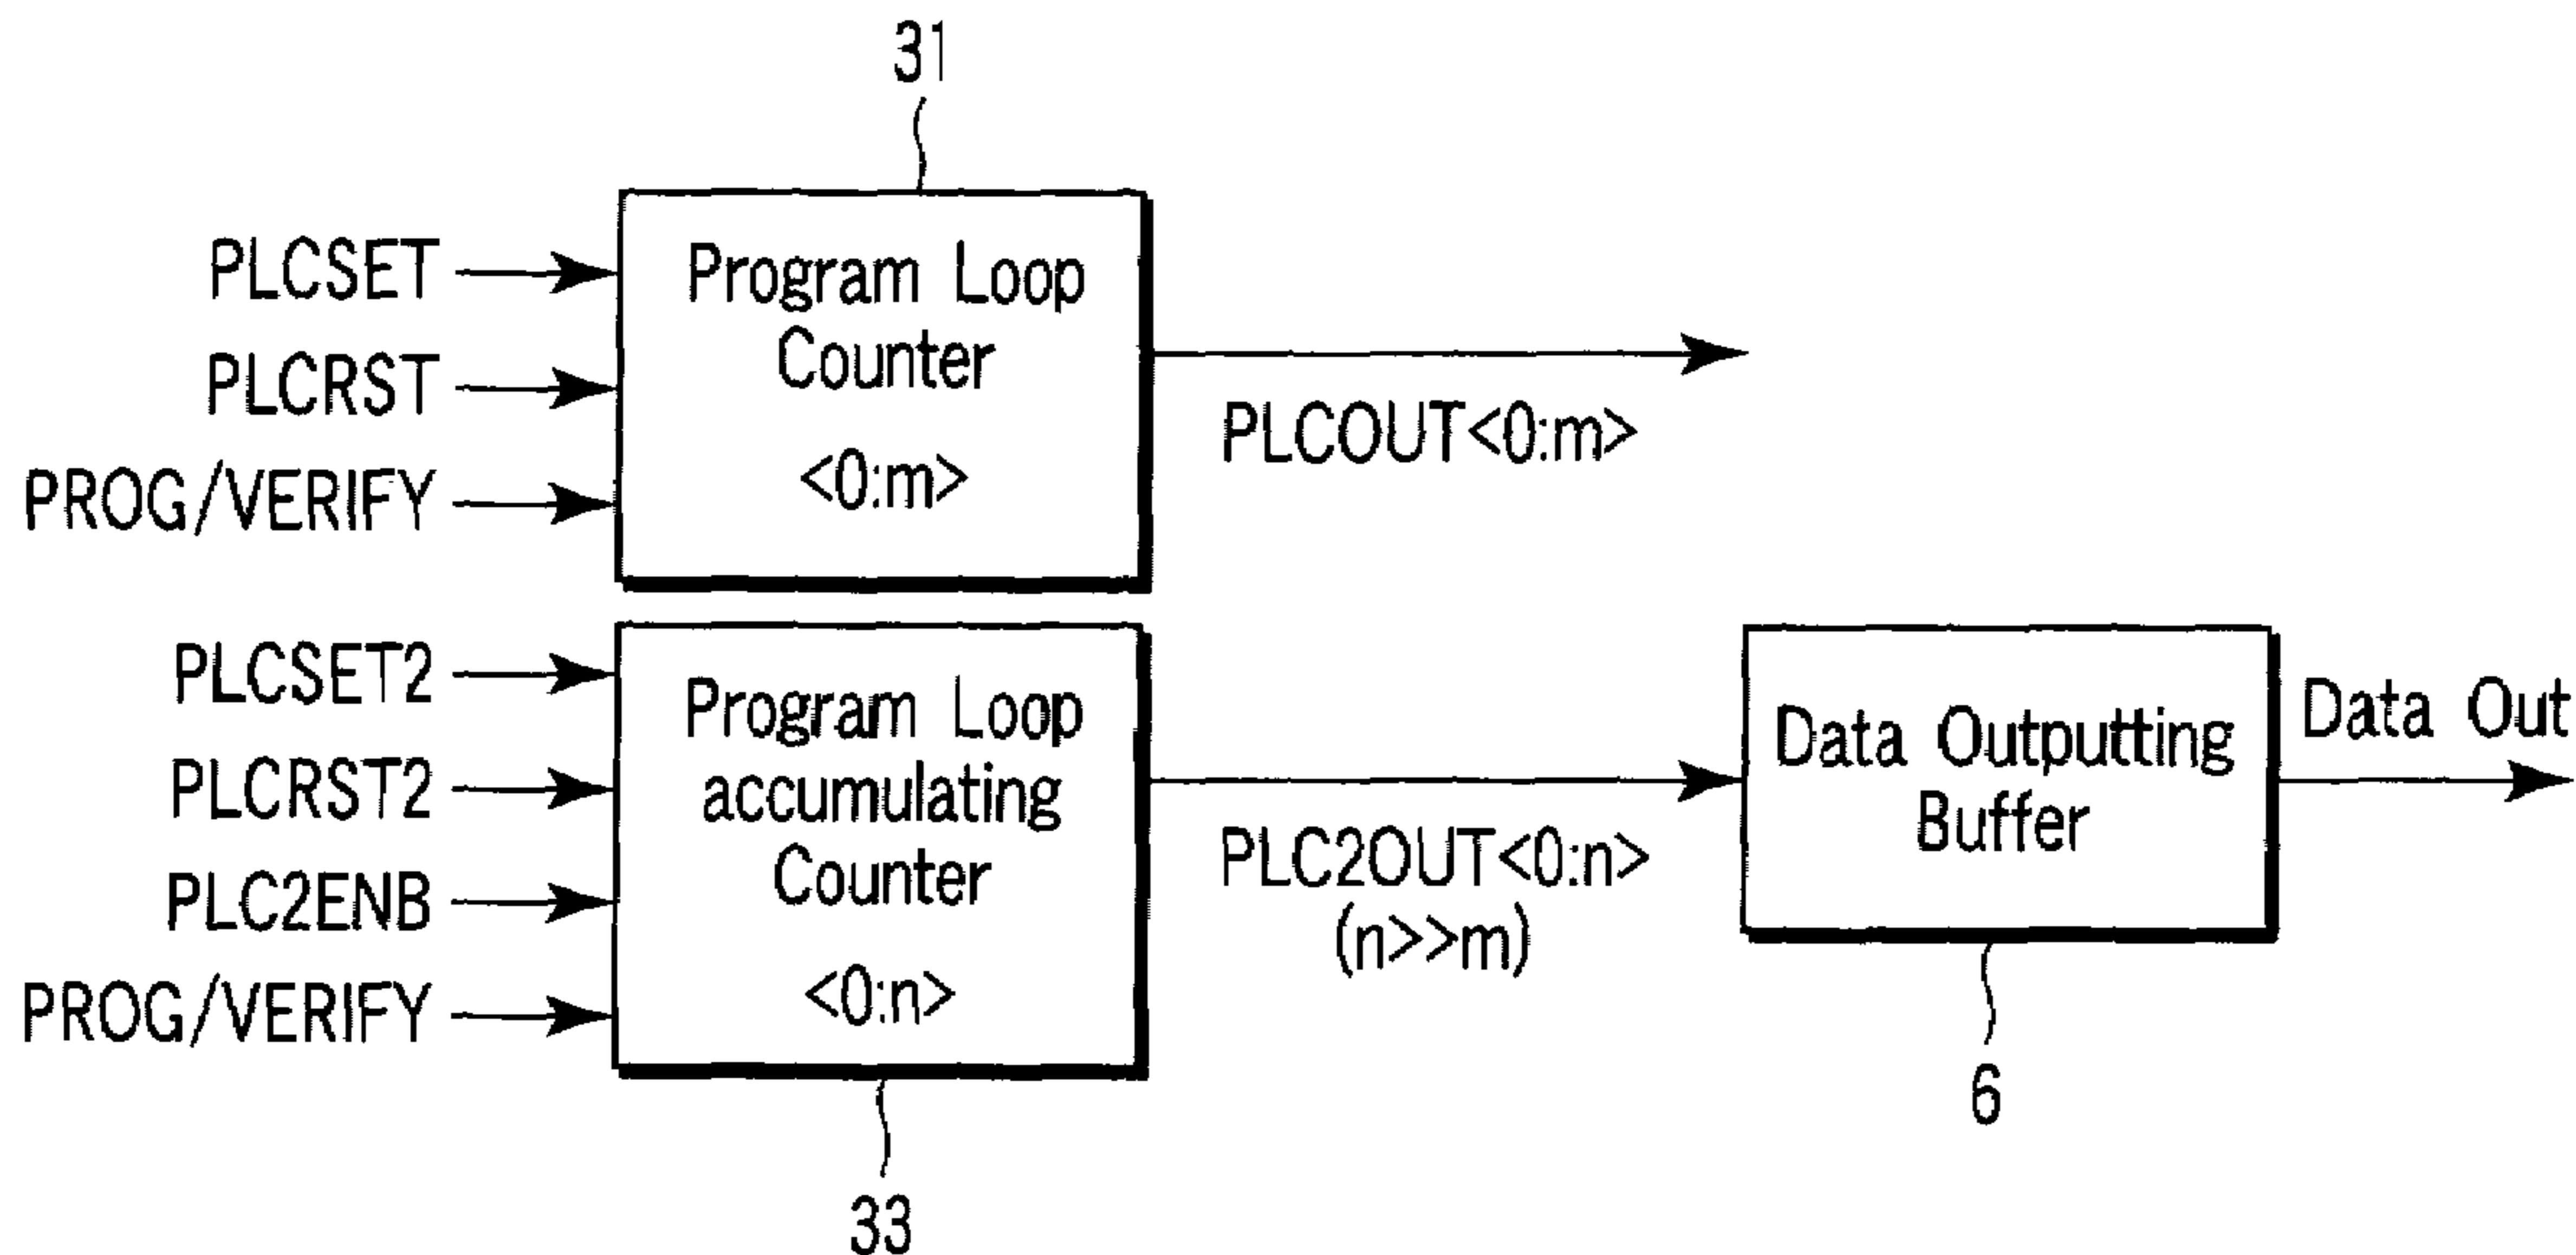 31
PLCSET
PLCRST
PROG/VERIFY
Program Loop
Counter
<0:m>
PLCOUT<0:m>
PLCSET2
PLCRST2
PLC2ENB
PROG/VERIFY
Program Loop
accumulating
Counter
<0:n>
33
PLC2OUT<0:n>
(n>>m)
Data Outputting
Buffer
6
Data Out